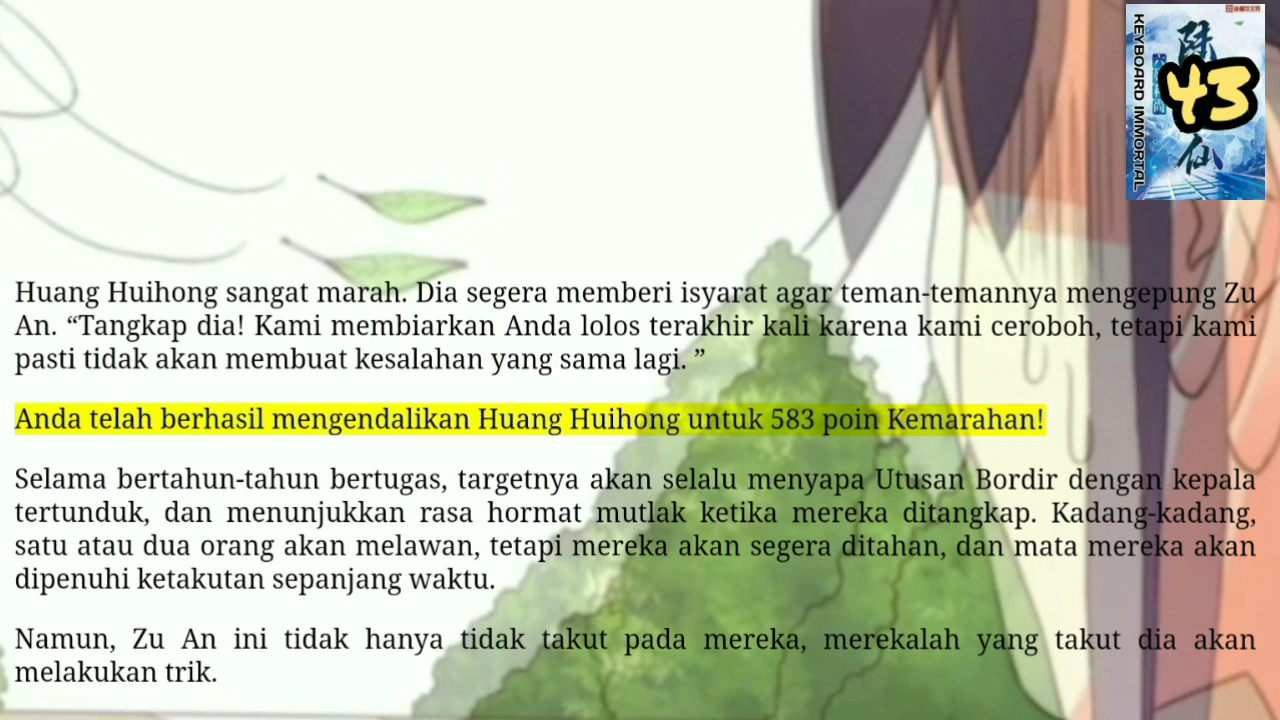 KEYBOARD IMMORTAL
陆
仙
43
Huang Huihong sangat marah. Dia segera memberi isyarat agar teman-temannya mengepung Zu
An. “Tangkap dia! Kami membiarkan Anda lolos terakhir kali karena kami ceroboh, tetapi kami
pasti tidak akan membuat kesalahan yang sama lagi. ”
Anda telah berhasil mengendalikan Huang Huihong untuk 583 poin Kemarahan!
Selama bertahun-tahun bertugas, targetnya akan selalu menyapa Utusan Bordir dengan kepala
tertunduk, dan menunjukkan rasa hormat mutlak ketika mereka ditangkap. Kadang-kadang,
satu atau dua orang akan melawan, tetapi mereka akan segera ditahan, dan mata mereka akan
dipenuhi ketakutan sepanjang waktu.
Namun, Zu An ini tidak hanya tidak takut pada mereka, merekalah yang takut dia akan
melakukan trik.